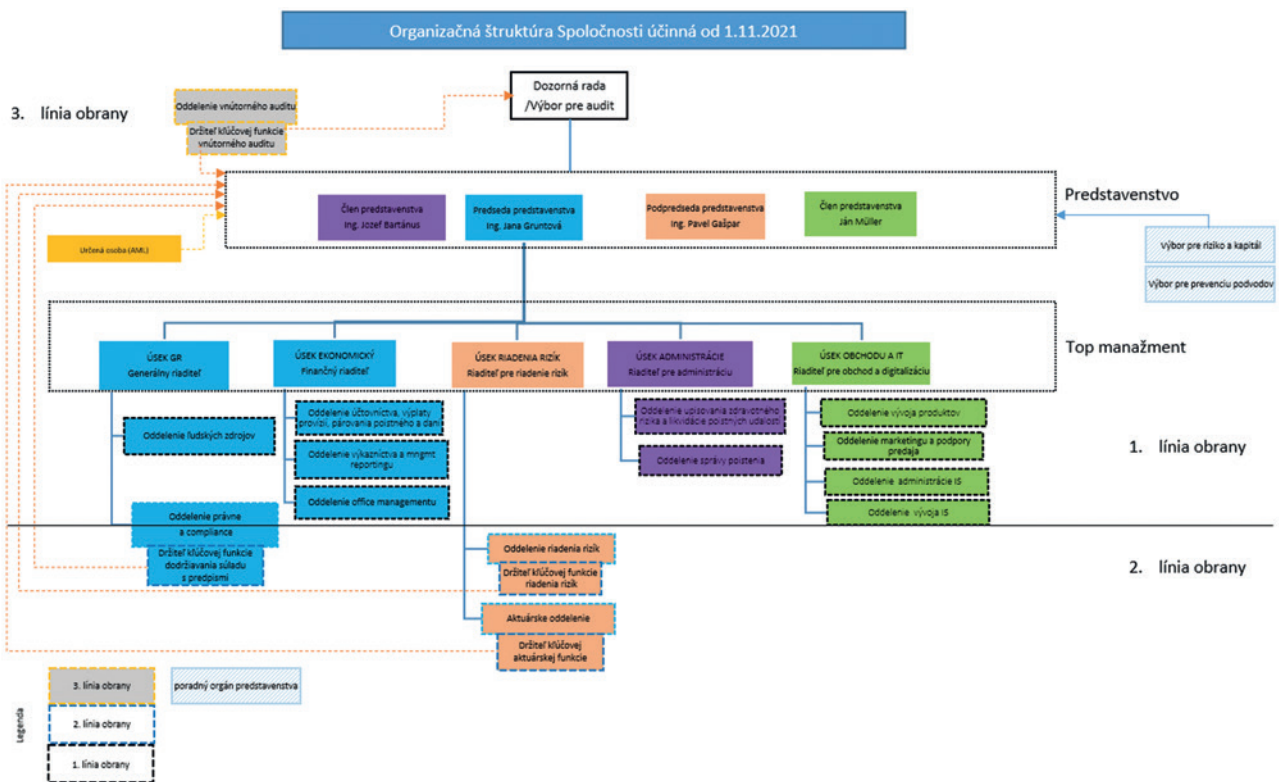 Organizačná štruktúra Spoločnosti účinná od 1.11.2021
Dozorná rada
/Výbor pre audit
3. línia obrany
Oddelenie vnútorného auditu
Držiteľ kľúčovej funkcie
vnútorného auditu
Predstavenstvo
Člen predstavenstva
Ing. Jozef Bartánus
Predseda predstavenstva
Ing. Jana Gruntová
Podpredseda predstavenstva
Ing. Pavel Gašpar
Člen predstavenstva
Ján Müller
Určená osoba (AML)
Výbor pre riziko a kapitál
Výbor pre prevenciu podvodov
Top manažment
ÚSEK GR
Generálny riaditeľ
ÚSEK EKONOMICKÝ
Finančný riaditeľ
ÚSEK RIADENIA RIZÍK
Riaditeľ pre riadenie rizík
ÚSEK ADMINISTRÁCIE
Riaditeľ pre administráciu
ÚSEK OBCHODU A IT
Riaditeľ pre obchod a digitalizáciu
Oddelenie ľudských zdrojov
Oddelenie účtovníctva, výplaty
provízií, párovania poistného a daní
Oddelenie výkazníctva a mngmt
reportingu
Oddelenie office managementu
Oddelenie upisovania zdravotného
rizika a likvidácie poistných udalostí
Oddelenie správy poistenia
Oddelenie vývoja produktov
Oddelenie marketingu a podpory
predaja
Oddelenie administrácie IS
Oddelenie vývoja IS
1. línia obrany
Oddelenie právne
a compliance
Držiteľ kľúčovej funkcie
dodržiavania súladu
s predpismi
Oddelenie riadenia rizík
Držiteľ kľúčovej funkcie
riadenia rizík
Aktuárske oddelenie
Držiteľ kľúčovej
aktuárskej funkcie
2. línia obrany
Legenda
3. línia obrany
poradný orgán predstavenstva
2. línia obrany
1. línia obrany